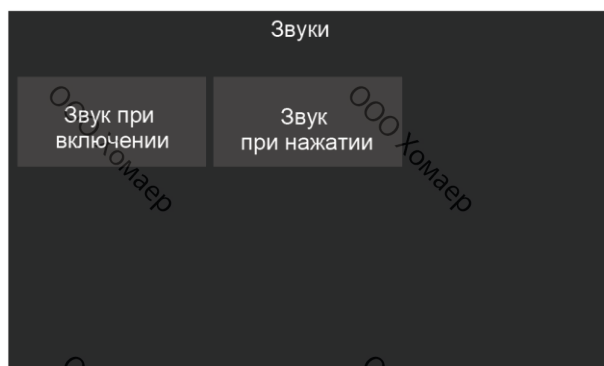 Звуки
Звук при
включении
Звук
при нажатии
ООО Хомаер
ООО Хомаер